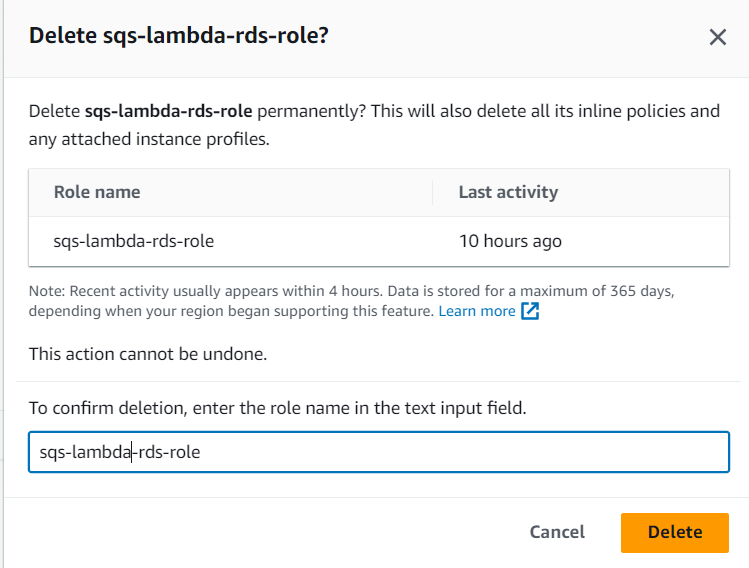 Delete sqs-lambda-rds-role?
Delete sqs-lambda-rds-role permanently? This will also delete all its inline policies and
any attached instance profiles.
Role name Last activity
sqs-lambda-rds-role 10 hours ago
Note: Recent activity usually appears within 4 hours. Data is stored for a maximum of 365 days,
depending when your region began supporting this feature. Learn more
This action cannot be undone.
To confirm deletion, enter the role name in the text input field.
sqs-lambda-rds-role
Cancel Delete